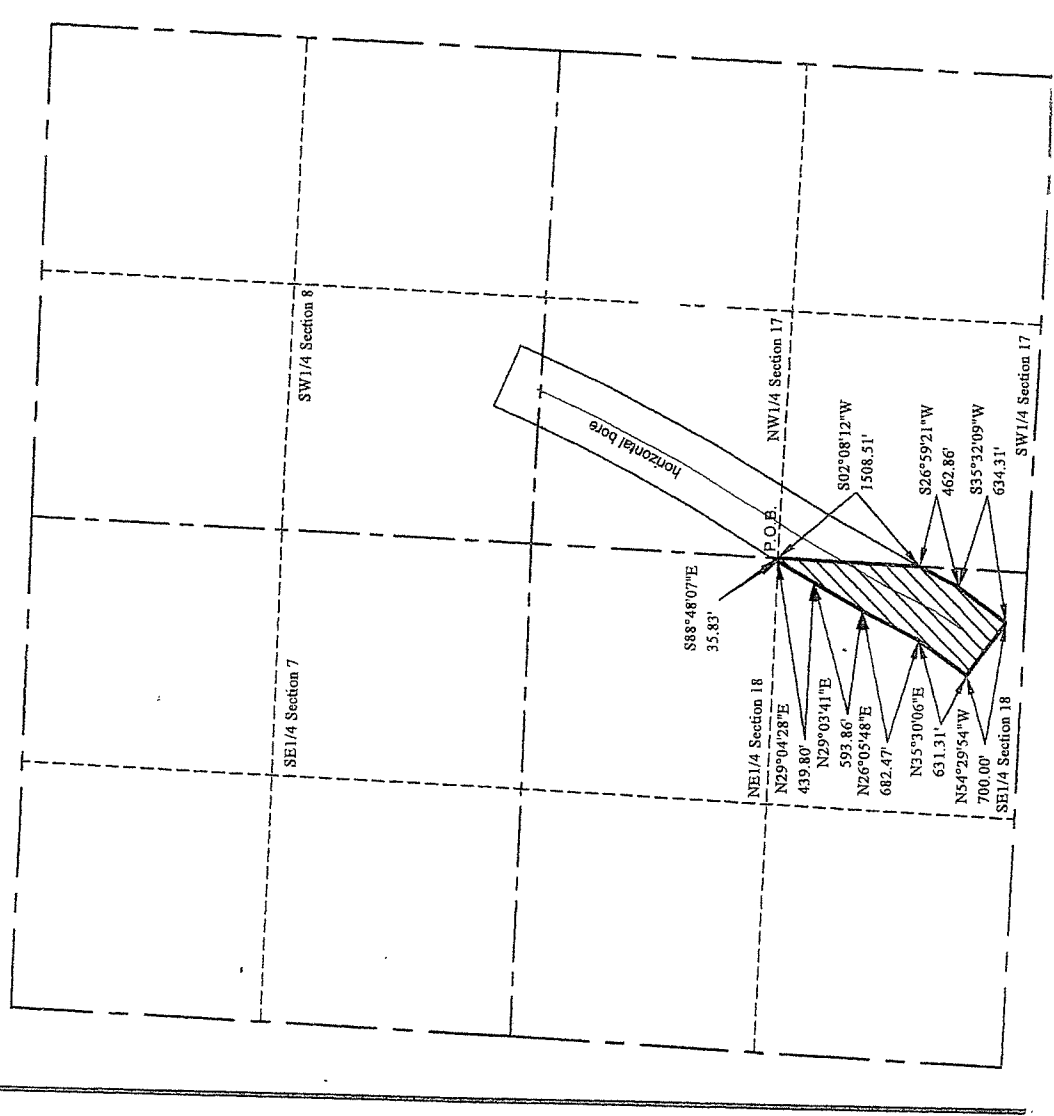 SW1/4 Section 8
SE1/4 Section 7
horizontal bore
NW1/4 Section 17
P.O.B.
S88°48'07"E
35.83'
NE1/4 Section 18
N29°04'28"E
439.80'
N29°03'41"E
593.86'
N26°05'48"E
682.47'
N35°30'06"E
631.31'
N54°29'54"W
700.00'
SE1/4 Section 18
S02°08'12"W
1508.51'
S26°59'21"W
462.86'
S35°32'09"W
634.31'
SW1/4 Section 17